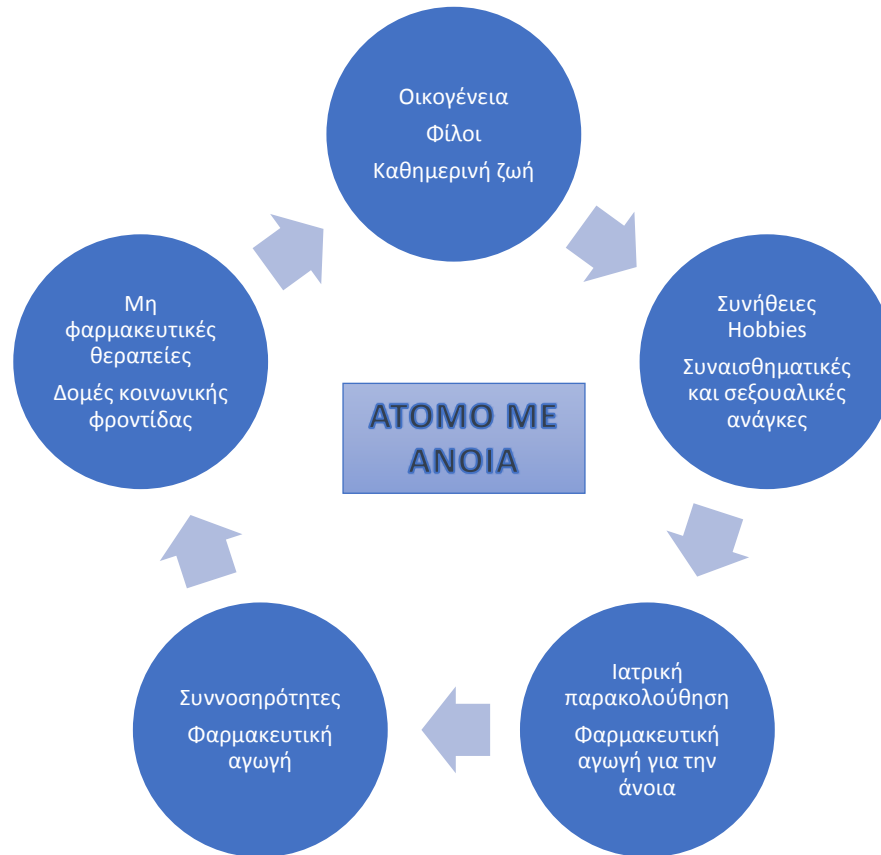 Οικογένεια
Φίλοι
Καθημερινή ζωή
Συνήθειες
Hobbies
Συναισθηματικές
και σεξουαλικές
ανάγκες
Ιατρική
παρακολούθηση
Φαρμακευτική
αγωγή για την
άνοια
Συννοσηρότητες
Φαρμακευτική
αγωγή
Μη
φαρμακευτικές
θεραπείες
Δομές κοινωνικής
φροντίδας
ΑΤΟΜΟ ΜΕ
ΑΝΟΙΑ